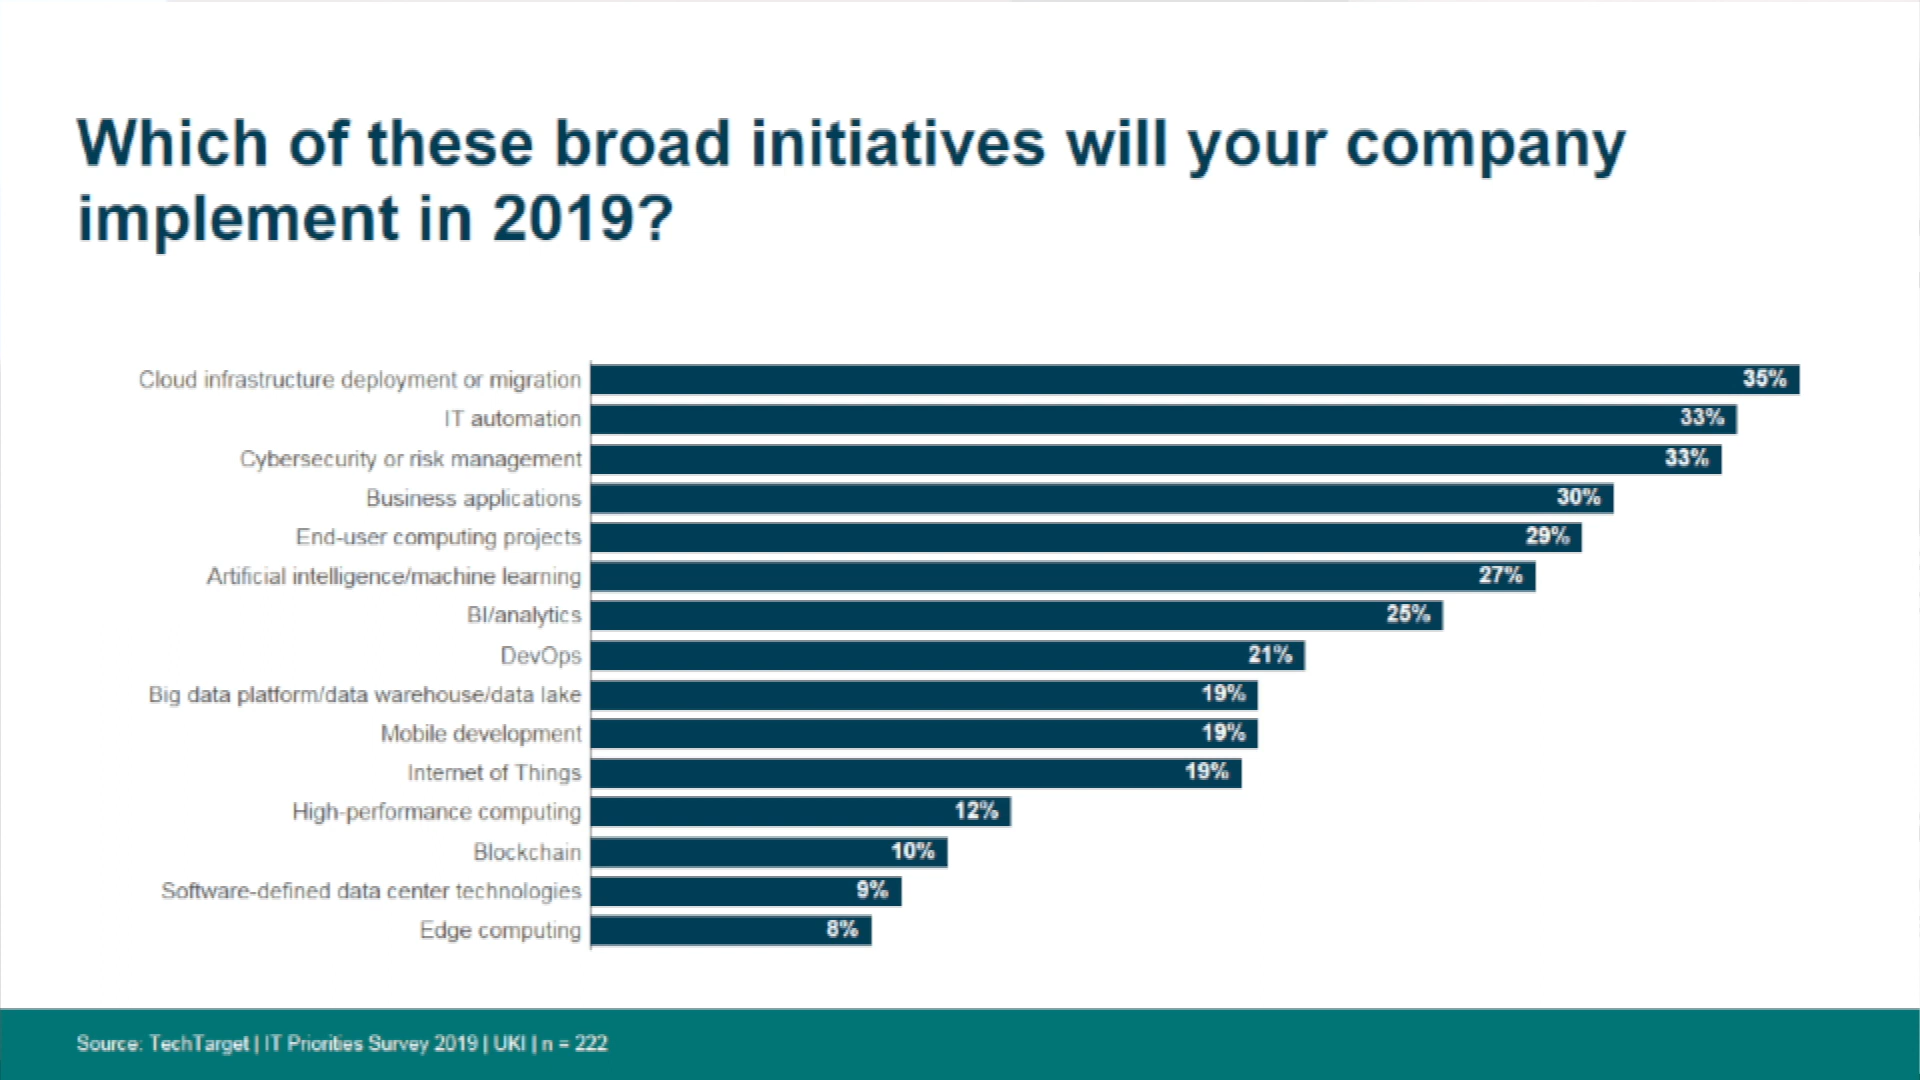 Which of these broad initiatives will your company
implement in 2019?
Cloud infrastructure deployment or migration 35%
IT automation 33%
Cybersecurity or risk management 33%
Business applications 30%
End-user computing projects 29%
Artificial intelligence/machine learning 27%
BI/analytics 25%
DevOps 21%
Big data platform/data warehouse/data lake 19%
Mobile development 19%
Internet of Things 19%
High-performance computing 12%
Blockchain 10%
Software-defined data center technologies 9%
Edge computing 8%
Source: TechTarget | IT Priorities Survey 2019 | UKI | n = 222